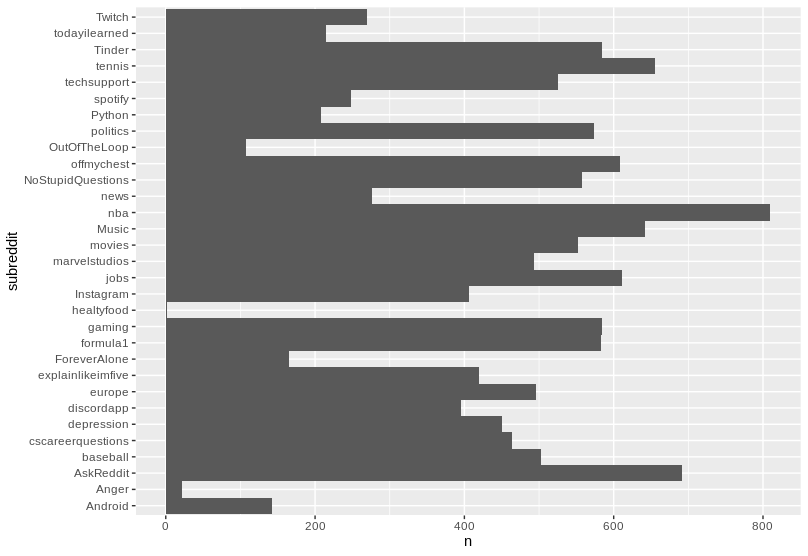 Twitch
todayilearned
Tinder
tennis
techsupport
spotify
Python
politics
OutOfTheLoop
offmychest
NoStupidQuestions
news
nba
Music
movies
marvelstudios
jobs
Instagram
healtyfood
gaming
formula1
ForeverAlone
explainlikeimfive
europe
discordapp
depression
cscareerquestions
baseball
AskReddit
Anger
Android
subreddit
0 200 400 600 800
n